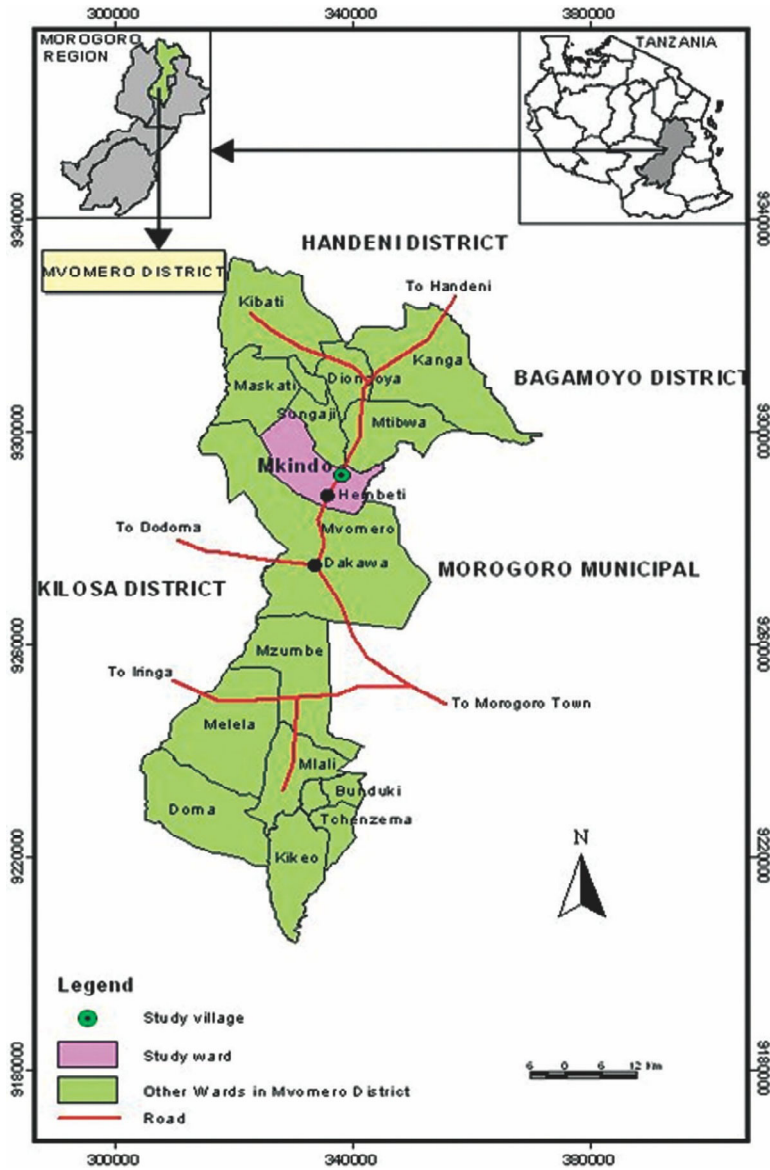 300000 340000 380000
MOROGORO
REGION
TANZANIA
9340000
9340000
HANDENI DISTRICT
MVOMERO DISTRICT
To Handeni
Kibati
Kanga
Diongoya
BAGAMOYO DISTRICT
Maskati
Sungaji
Mtibwa
9300000
9300000
Mkindo
Hembeti
To Dodoma
Mvomero
Dakawa
MOROGORO MUNICIPAL
KILOSA DISTRICT
9260000
9260000
Mzumbe
To Iringa
To Morogoro Town
Melela
Mlali
Bunduki
Doma
Tchenzema
Kikeo
N
9220000
9220000
Legend
Study village
Study ward
Other Wards in Mvomero District
Road
6 0 6 12 Km
9180000
9180000
300000 340000 380000